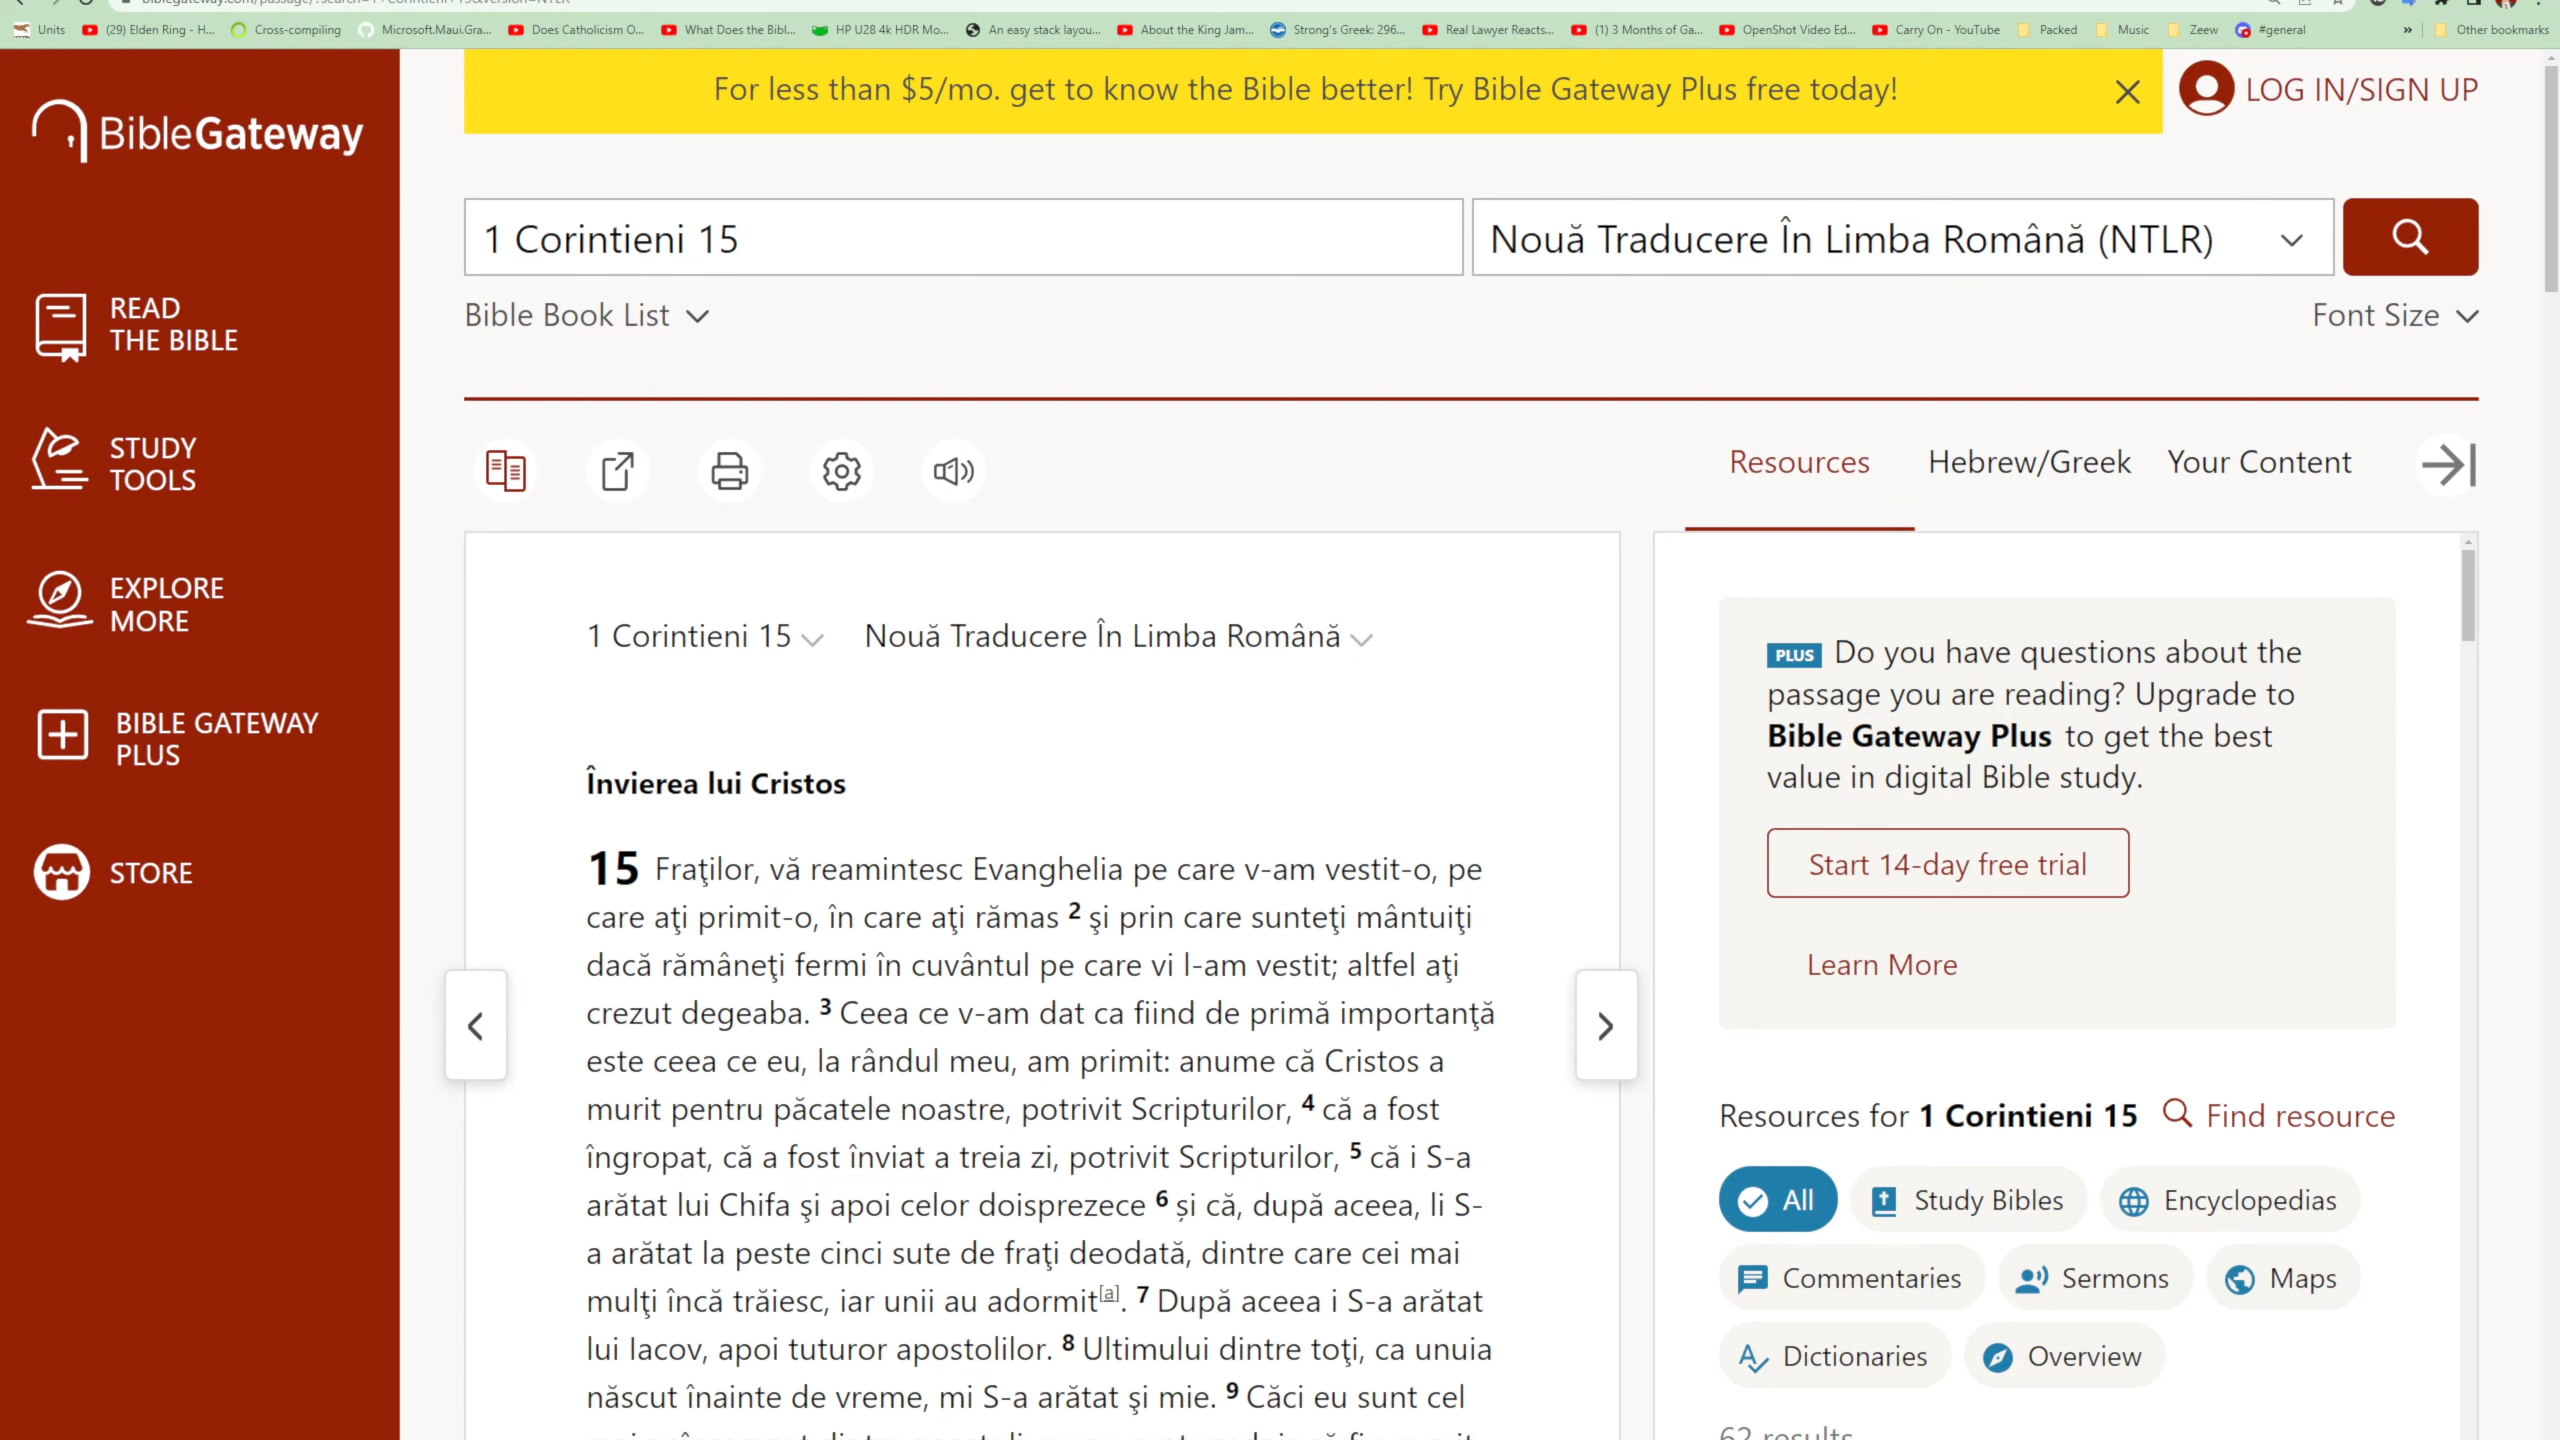 Units
(29) Elden Ring - H...
Cross-compiling
Microsoft.Maui.Gra...
Does Catholicism O...
What Does the Bibl...
HP U28 4k HDR Mo...
An easy stack layou...
About the King Jam...
Strong's Greek: 296...
Real Lawyer Reacts...
(1) 3 Months of Ga...
OpenShot Video Ed...
Carry On - YouTube
Packed
Music
Zeew
#general
»
Other bookmarks
BibleGateway
For less than $5/mo. get to know the Bible better! Try Bible Gateway Plus free today!
LOG IN/SIGN UP
1 Corintieni 15
Nouă Traducere În Limba Română (NTLR)
Bible Book List
Font Size
READ
THE BIBLE
STUDY
TOOLS
EXPLORE
MORE
BIBLE GATEWAY
PLUS
STORE
Resources
Hebrew/Greek
Your Content
1 Corintieni 15
Nouă Traducere În Limba Română
Învierea lui Cristos
15 Fraţilor, vă reamintesc Evanghelia pe care v-am vestit-o, pe
care aţi primit-o, în care aţi rămas 2 şi prin care sunteţi mântuiţi
dacă rămâneţi fermi în cuvântul pe care vi l-am vestit; altfel aţi
crezut degeaba. 3 Ceea ce v-am dat ca fiind de primă importanţă
este ceea ce eu, la rândul meu, am primit: anume că Cristos a
murit pentru păcatele noastre, potrivit Scripturilor, 4 că a fost
îngropat, că a fost înviat a treia zi, potrivit Scripturilor, 5 că i S-a
arătat lui Chifa şi apoi celor doisprezece 6 și că, după aceea, li S-
a arătat la peste cinci sute de fraţi deodată, dintre care cei mai
mulţi încă trăiesc, iar unii au adormit[a]. 7 După aceea i S-a arătat
lui Iacov, apoi tuturor apostolilor. 8 Ultimului dintre toţi, ca unuia
născut înainte de vreme, mi S-a arătat şi mie. 9 Căci eu sunt cel
PLUS Do you have questions about the
passage you are reading? Upgrade to
Bible Gateway Plus to get the best
value in digital Bible study.
Start 14-day free trial
Learn More
Resources for 1 Corintieni 15
Find resource
All
Study Bibles
Encyclopedias
Commentaries
Sermons
Maps
Dictionaries
Overview
62 results